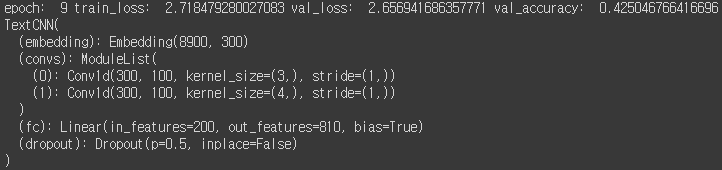 epoch:  9 train_loss:  2.718479280027083 val_loss:  2.656941686357771 val_accuracy:  0.425046766416696
TextCNN(
  (embedding): Embedding(8900, 300)
  (convs): ModuleList(
    (0): Conv1d(300, 100, kernel_size=(3,), stride=(1,))
    (1): Conv1d(300, 100, kernel_size=(4,), stride=(1,))
  )
  (fc): Linear(in_features=200, out_features=810, bias=True)
  (dropout): Dropout(p=0.5, inplace=False)
)